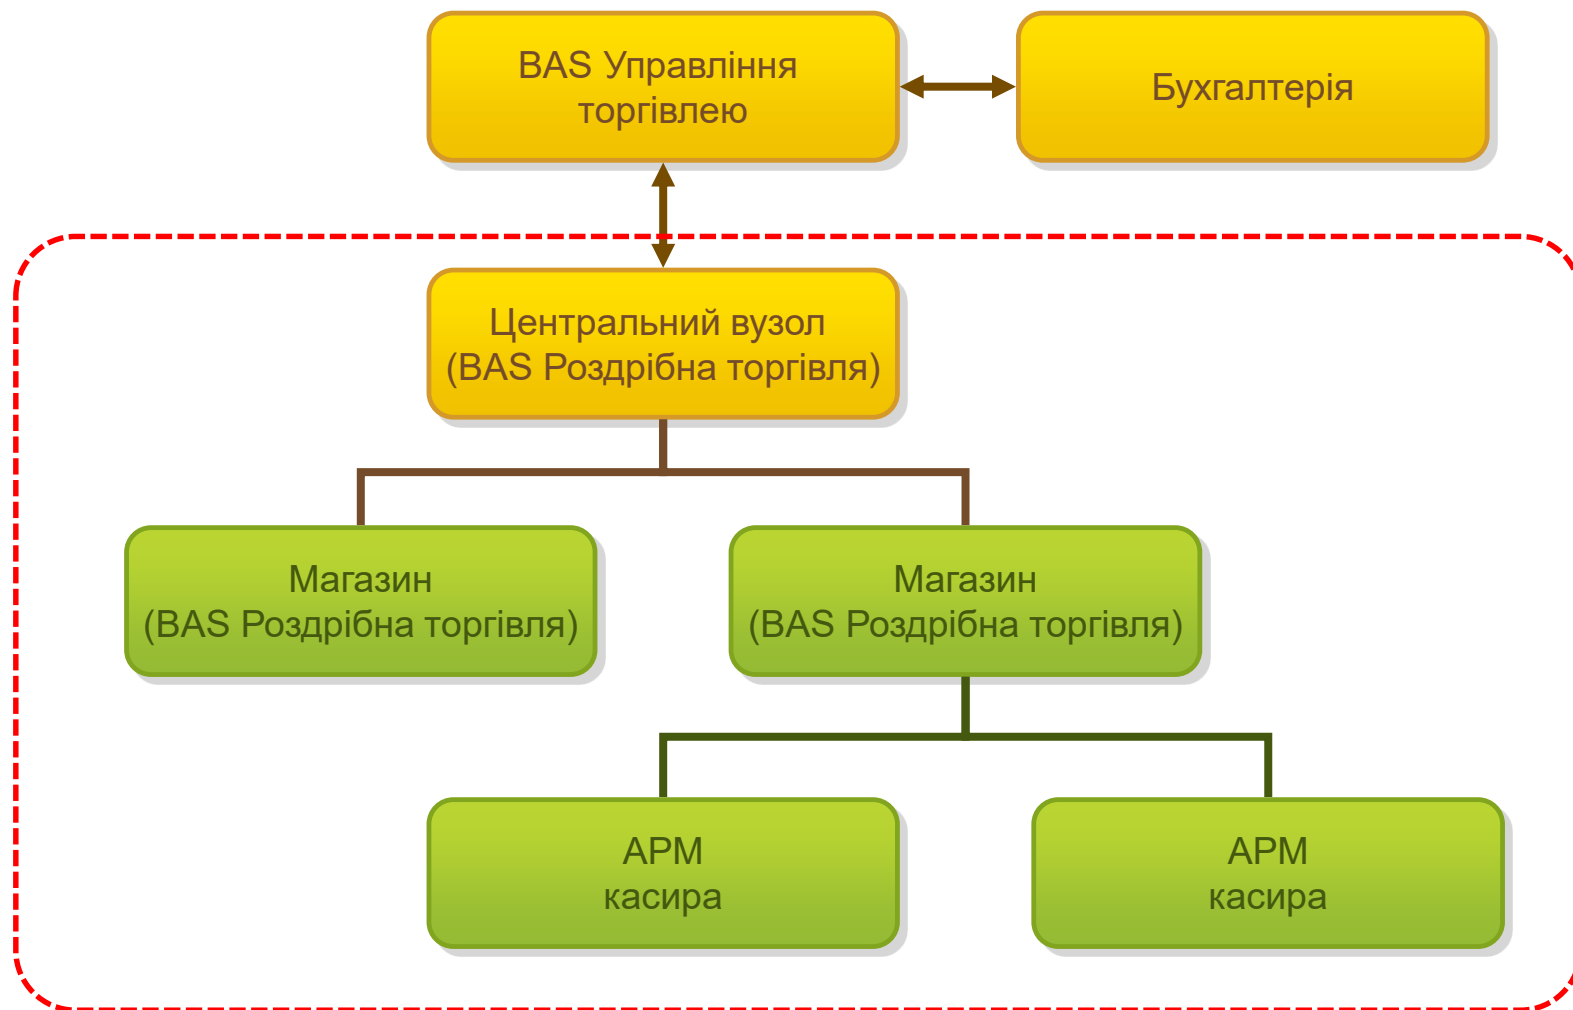 BAS Управління
торгівлею
Бухгалтерія
Центральний вузол
(BAS Роздрібна торгівля)
Магазин
(BAS Роздрібна торгівля)
Магазин
(BAS Роздрібна торгівля)
АРМ
касира
АРМ
касира